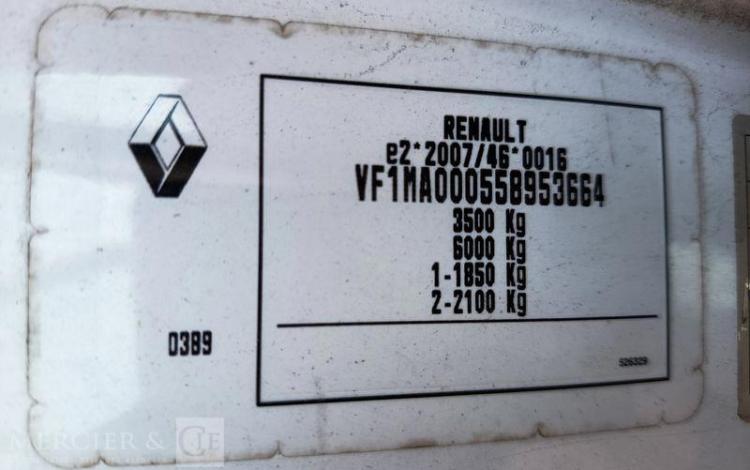 RENAULT
e2*2007/46*0016
VF1MA000558953664
3500 Kg
6000 Kg
1-1850 Kg
2-2100 Kg
0389
526329
MERCIER & CIE